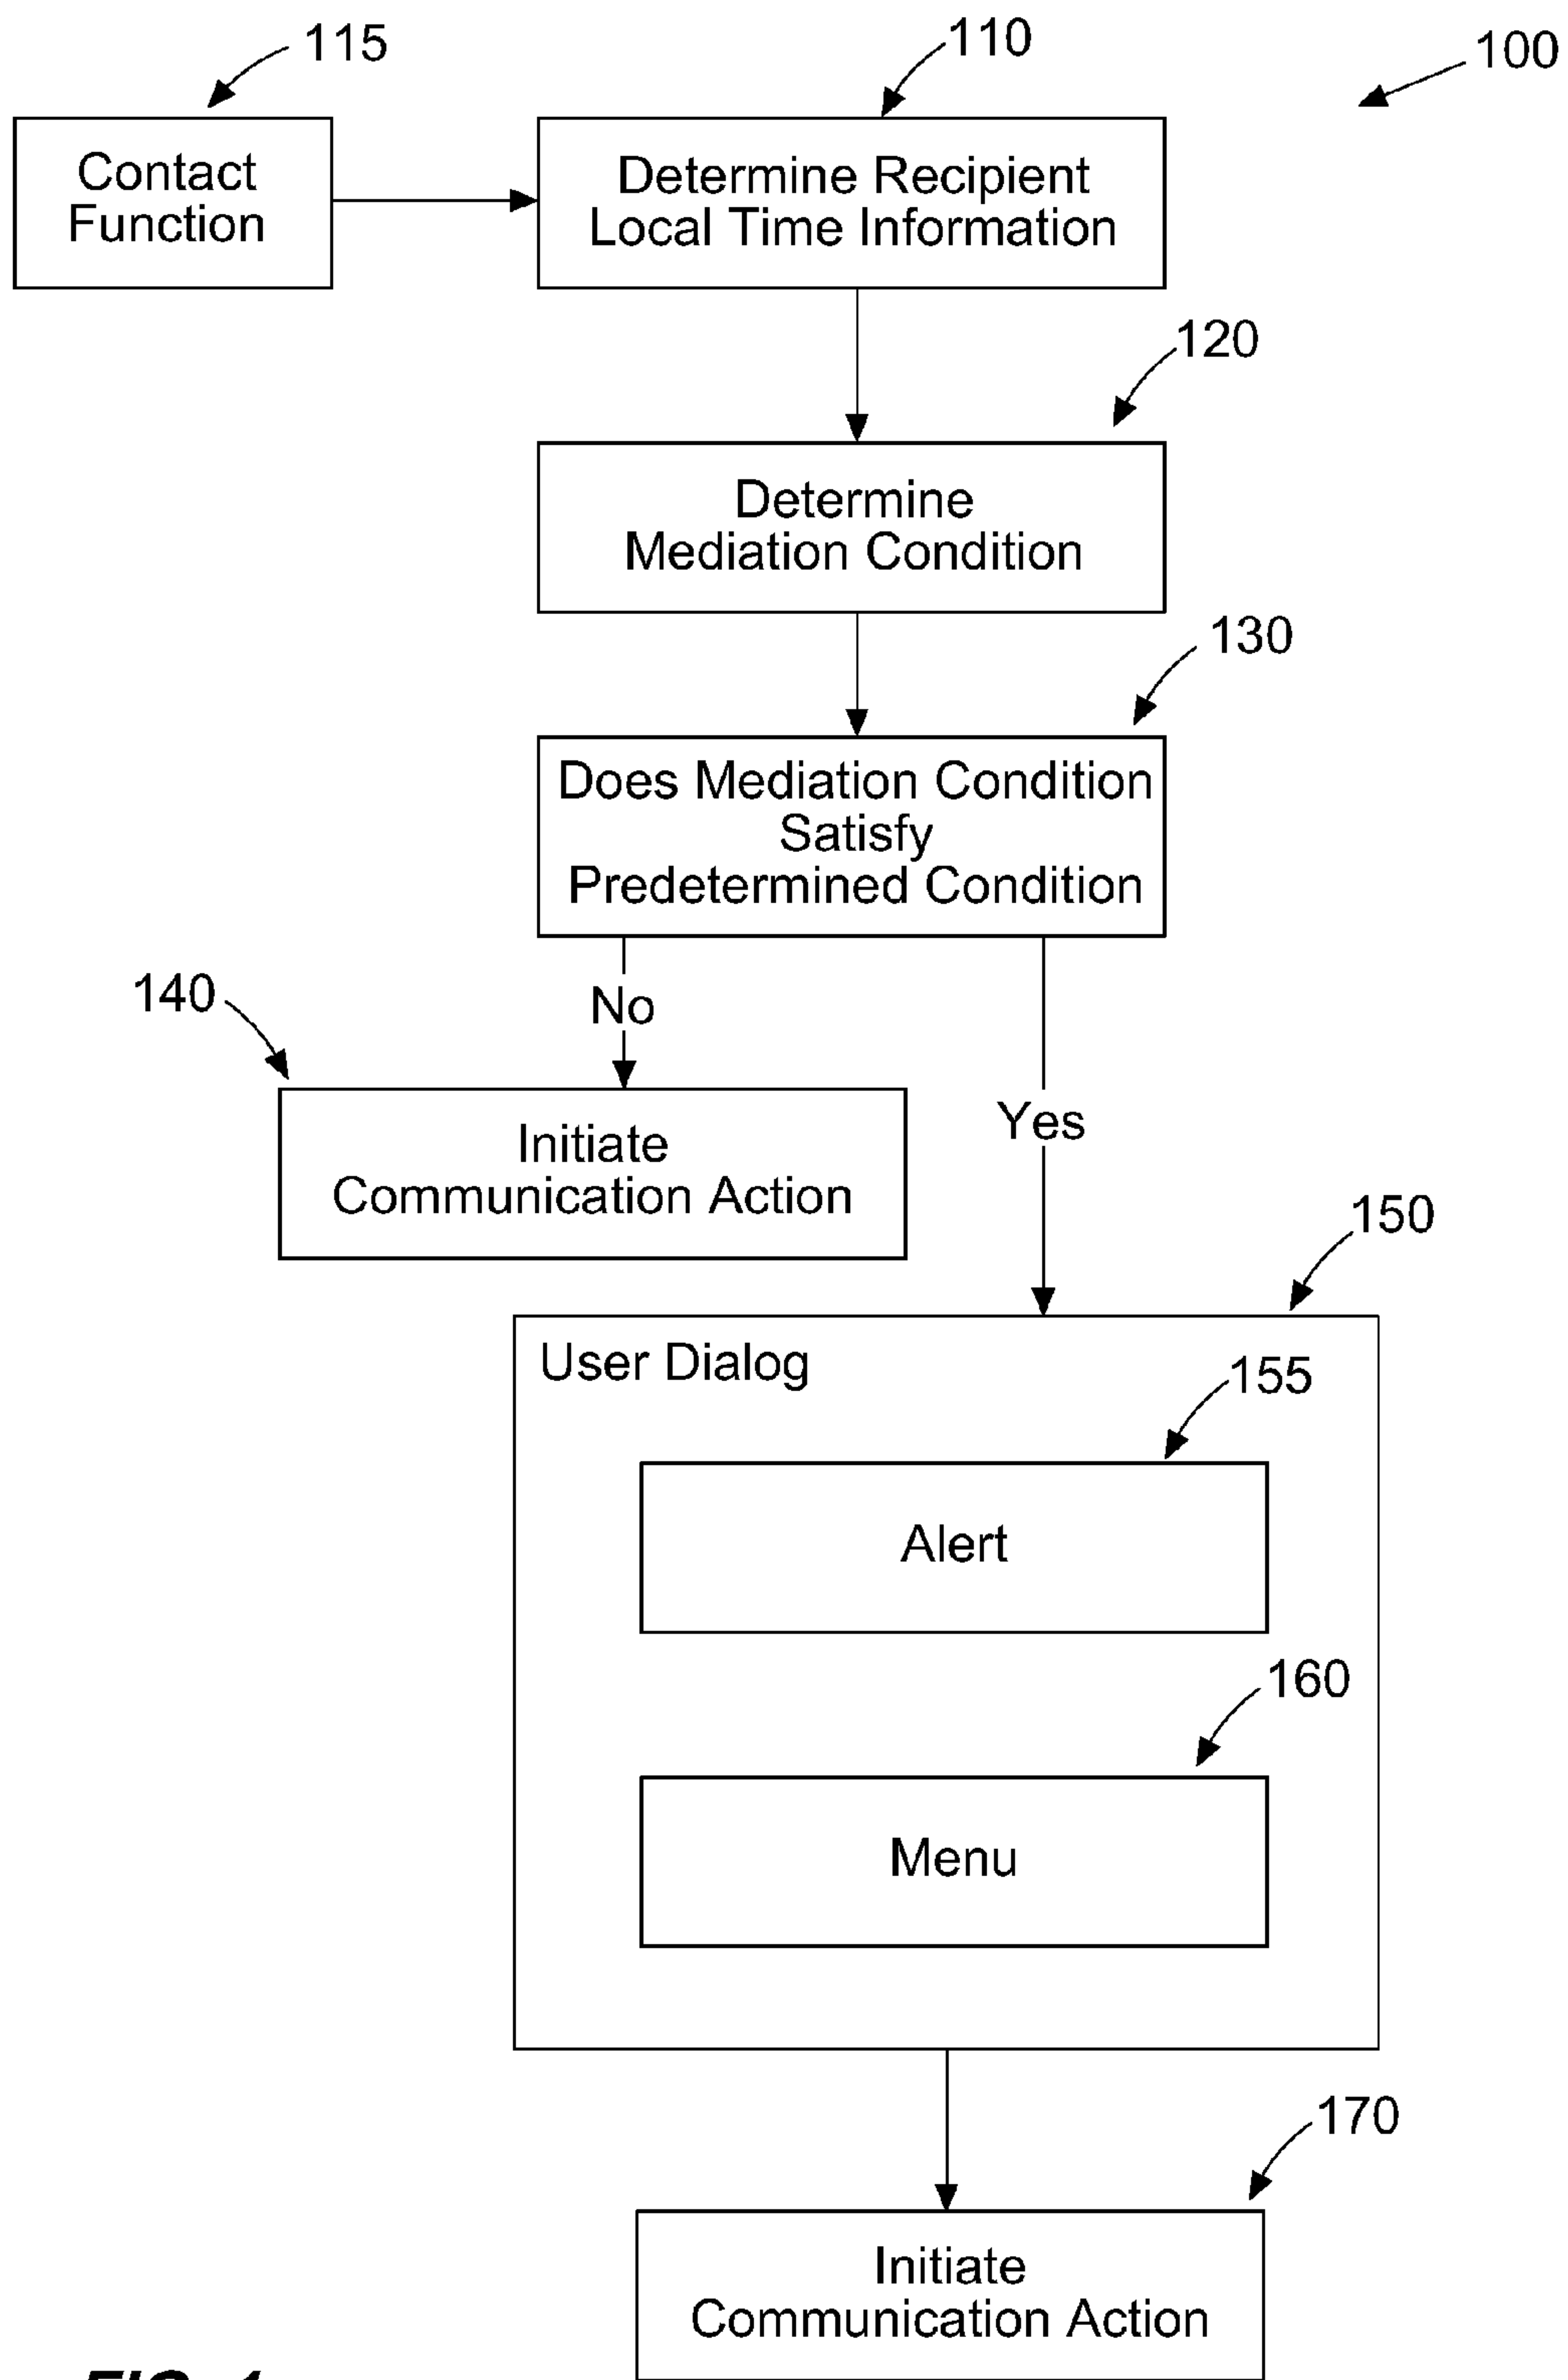 115
110
100
Contact
Function
Determine Recipient
Local Time Information
120
Determine
Mediation Condition
130
Does Mediation Condition
Satisfy
Predetermined Condition
140
No
Yes
Initiate
Communication Action
150
User Dialog
155
Alert
160
Menu
170
Initiate
Communication Action